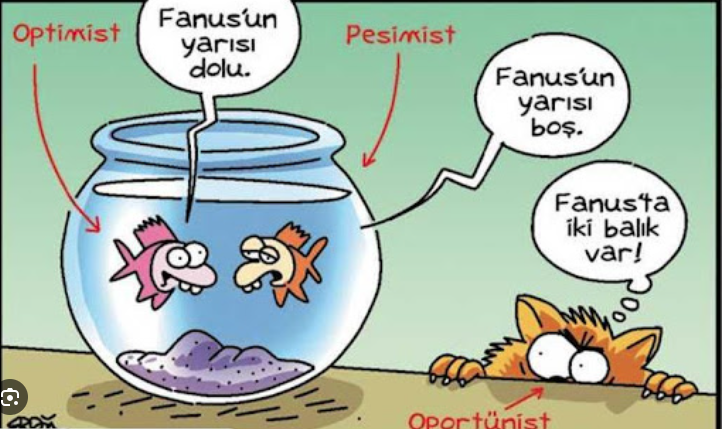 Optimist
Fanus'un
yarısı
dolu.
Pesimist
Fanus'un
yarısı
boş.
Fanus'ta
iki balık
var!
Oportünist